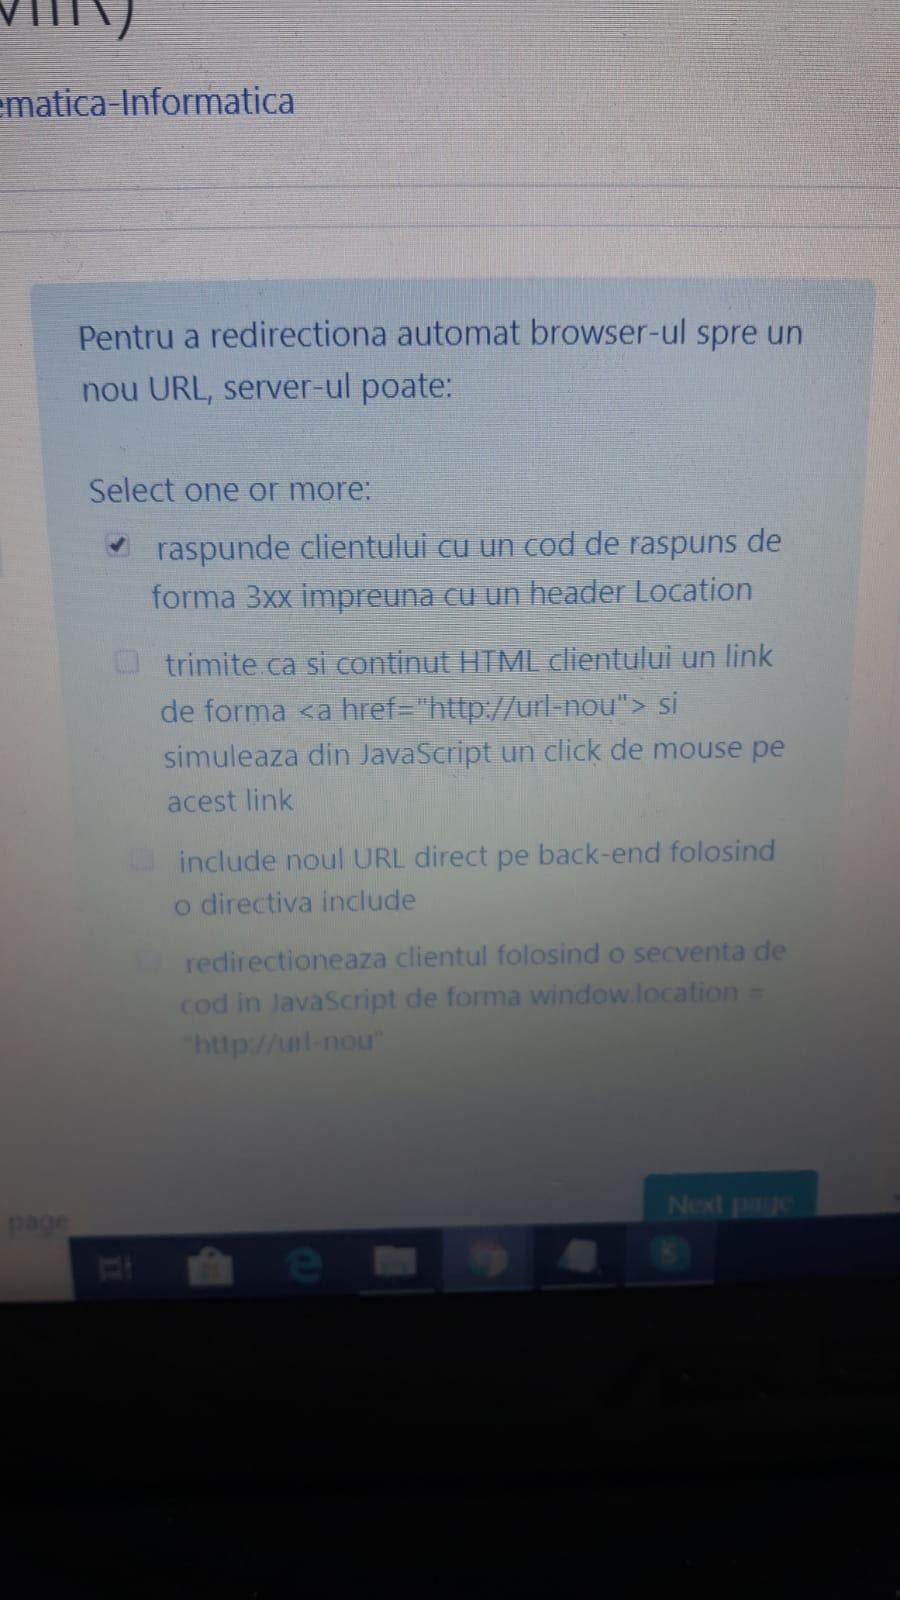 ematica-Informatica
Pentru a redirectiona automat browser-ul spre un
nou URL, server-ul poate:
Select one or more:
raspunde clientului cu un cod de raspuns de
forma 3xx impreuna cu un header Location
trimite ca si continut HTML clientului un link
de forma <a href="http://url-nou"> si
simuleaza din JavaScript un click de mouse pe
acest link
include noul URL direct pe back-end folosind
o directiva include
redirectioneaza clientul folosind o secventa de
cod in JavaScript de forma window.location =
"http://url-nou"
Next page
page